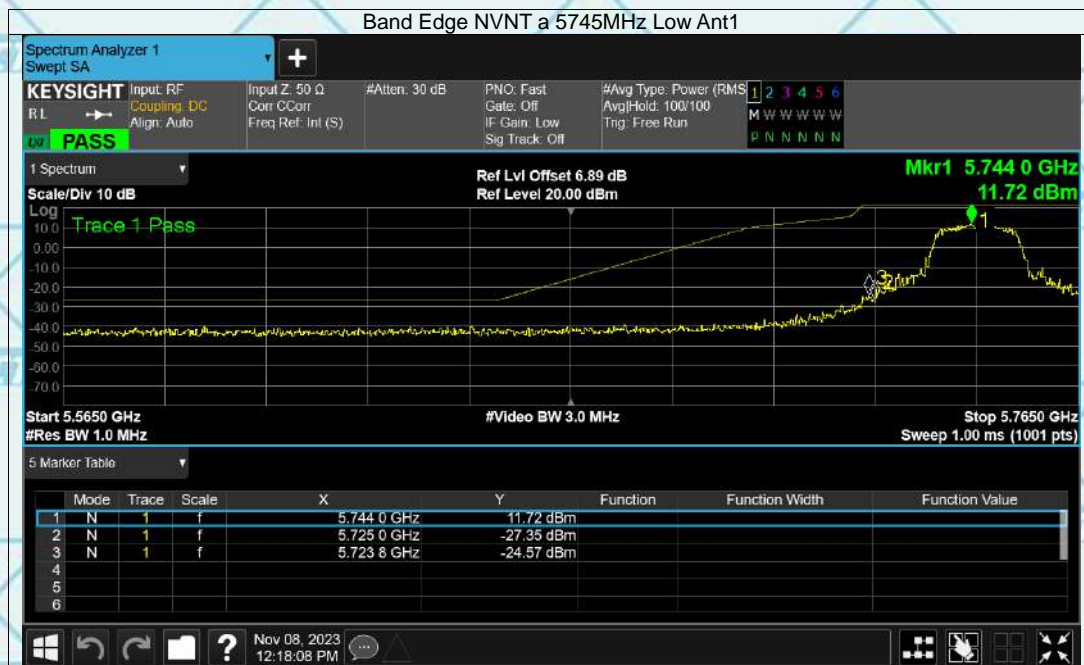 Band Edge NVNT a 5745MHz Low Ant1
Spectrum Analyzer 1
Swept SA
+
KEYSIGHT Input: RF Input Z: 50 Ω #Atten: 30 dB PNO: Fast #Avg Type: Power (RMS 1 2 3 4 5 6
RL Coupling: DC Corr CCorr Gate: Off Avg|Hold: 100/100 M W W W W W
Align: Auto Freq Ref: Int (S) IF Gain: Low Trig: Free Run
LXI PASS Sig Track: Off P N N N N N
1 Spectrum Ref Lvl Offset 6.89 dB Mkr1 5.744 0 GHz
Scale/Div 10 dB Ref Level 20.00 dBm 11.72 dBm
Log
10.0 Trace 1 Pass 1
0.00
-10.0
-20.0 3 2
-30.0
-40.0
-50.0
-60.0
-70.0
Start 5.5650 GHz #Video BW 3.0 MHz Stop 5.7650 GHz
#Res BW 1.0 MHz Sweep 1.00 ms (1001 pts)
5 Marker Table
Mode Trace Scale X Y Function Function Width Function Value
1 N 1 f 5.744 0 GHz 11.72 dBm
2 N 1 f 5.725 0 GHz -27.35 dBm
3 N 1 f 5.723 8 GHz -24.57 dBm
4
5
6
? Nov 08, 2023
12:18:08 PM